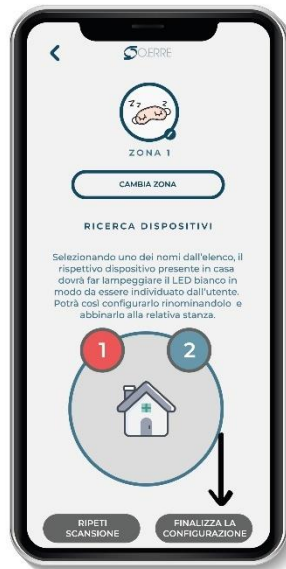 SOERRE
Z Z
Z
ZONA 1
CAMBIA ZONA
RICERCA DISPOSITIVI
Selezionando uno dei nomi dall'elenco, il
rispettivo dispositivo presente in casa
dovrà far lampeggiare il LED bianco in
modo da essere individuato dall'utente.
Potrà così configurarlo rinominandolo e
abbinarlo alla relativa stanza.
1 2
RIPETI
SCANSIONE
FINALIZZA LA
CONFIGURAZIONE